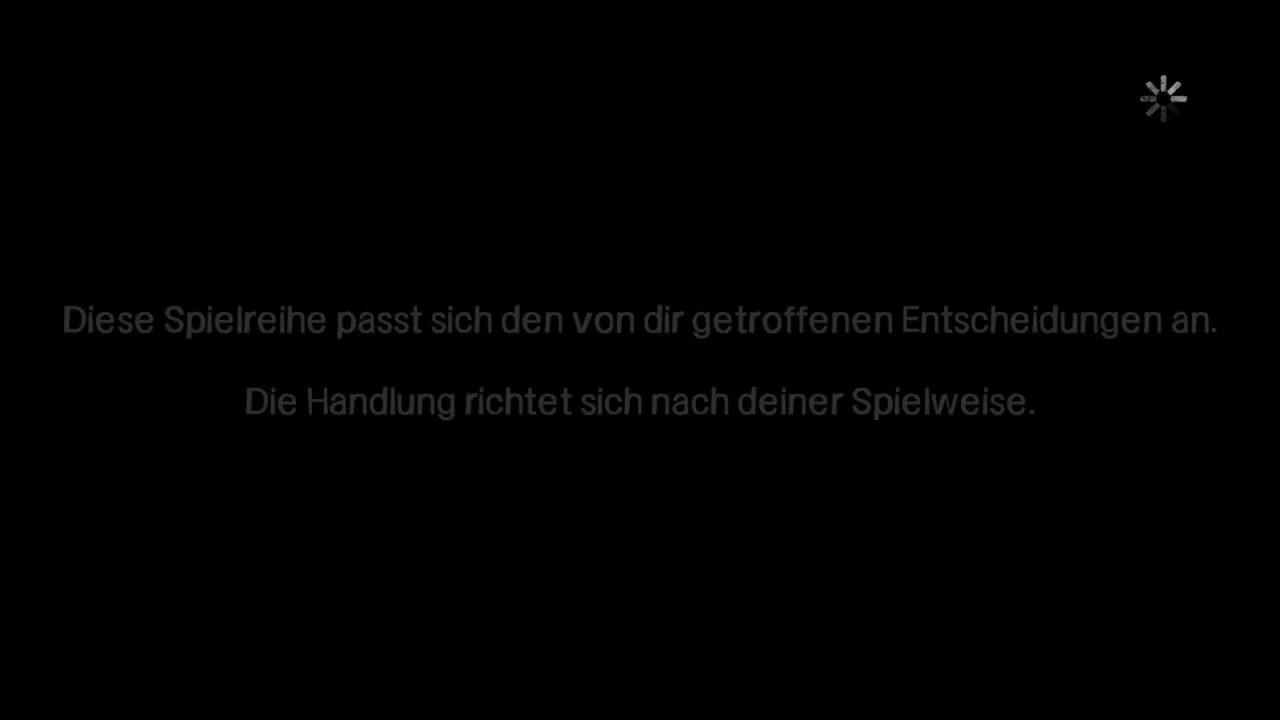 Diese Spielreihe passt sich den von dir getroffenen Entscheidungen an.
Die Handlung richtet sich nach deiner Spielweise.